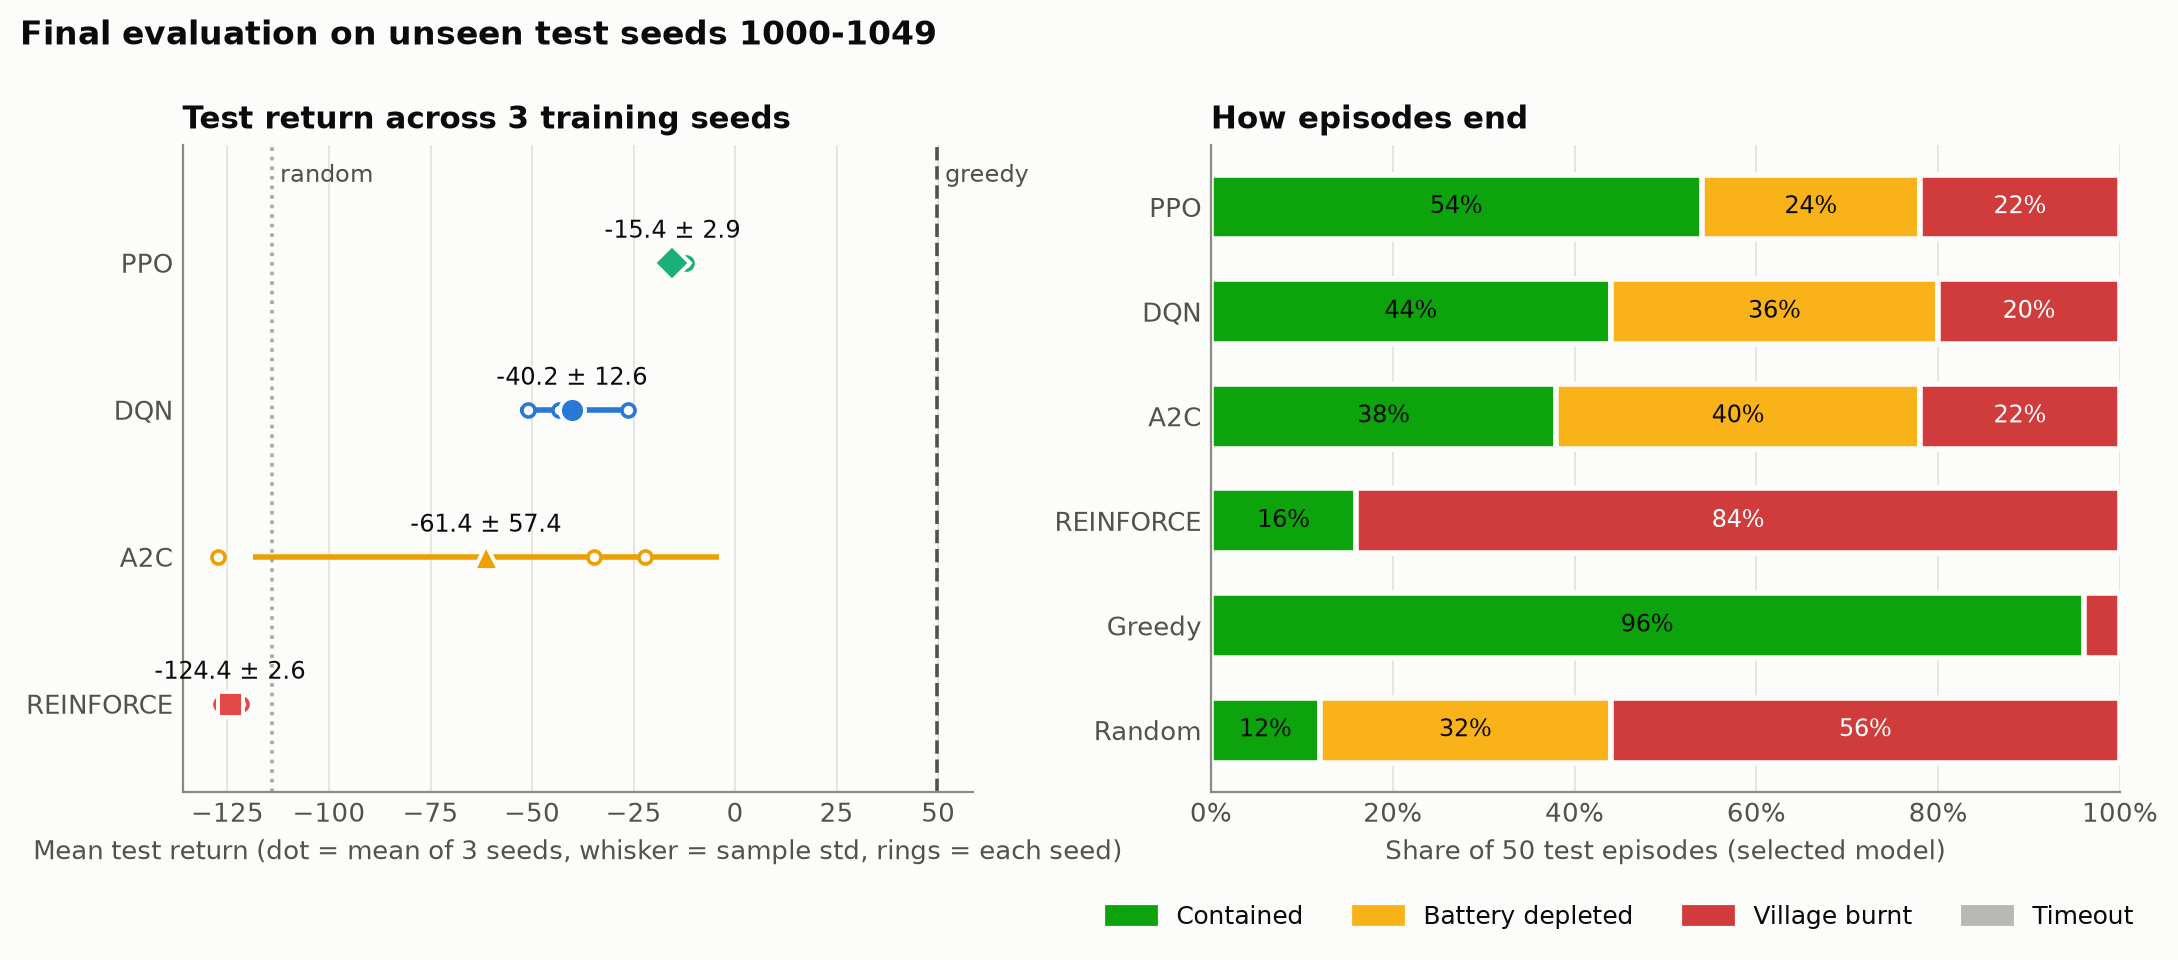 Final evaluation on unseen test seeds 1000-1049
Test return across 3 training seeds
random
greedy
-15.4 ± 2.9
PPO
-40.2 ± 12.6
DQN
-61.4 ± 57.4
A2C
-124.4 ± 2.6
REINFORCE
−125 −100 −75 −50 −25 0 25 50
Mean test return (dot = mean of 3 seeds, whisker = sample std, rings = each seed)
How episodes end
PPO 54% 24% 22%
DQN 44% 36% 20%
A2C 38% 40% 22%
REINFORCE 16% 84%
Greedy 96%
Random 12% 32% 56%
0% 20% 40% 60% 80% 100%
Share of 50 test episodes (selected model)
Contained Battery depleted Village burnt Timeout